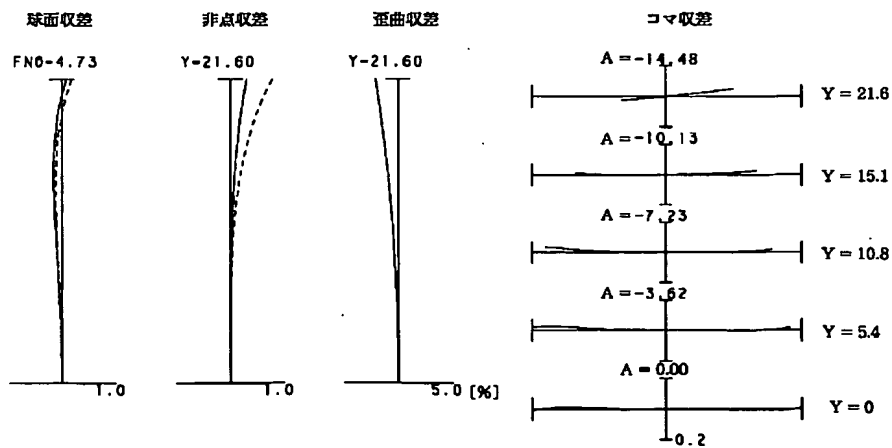 球面収差
FNO-4.73
1.0
非点収差
Y-21.60
1.0
歪曲収差
Y-21.60
5.0 [%]
コマ収差
A = -14.48
Y = 21.6
A = -10.13
Y = 15.1
A = -7.23
Y = 10.8
A = -3.62
Y = 5.4
A = 0.00
Y = 0
0.2